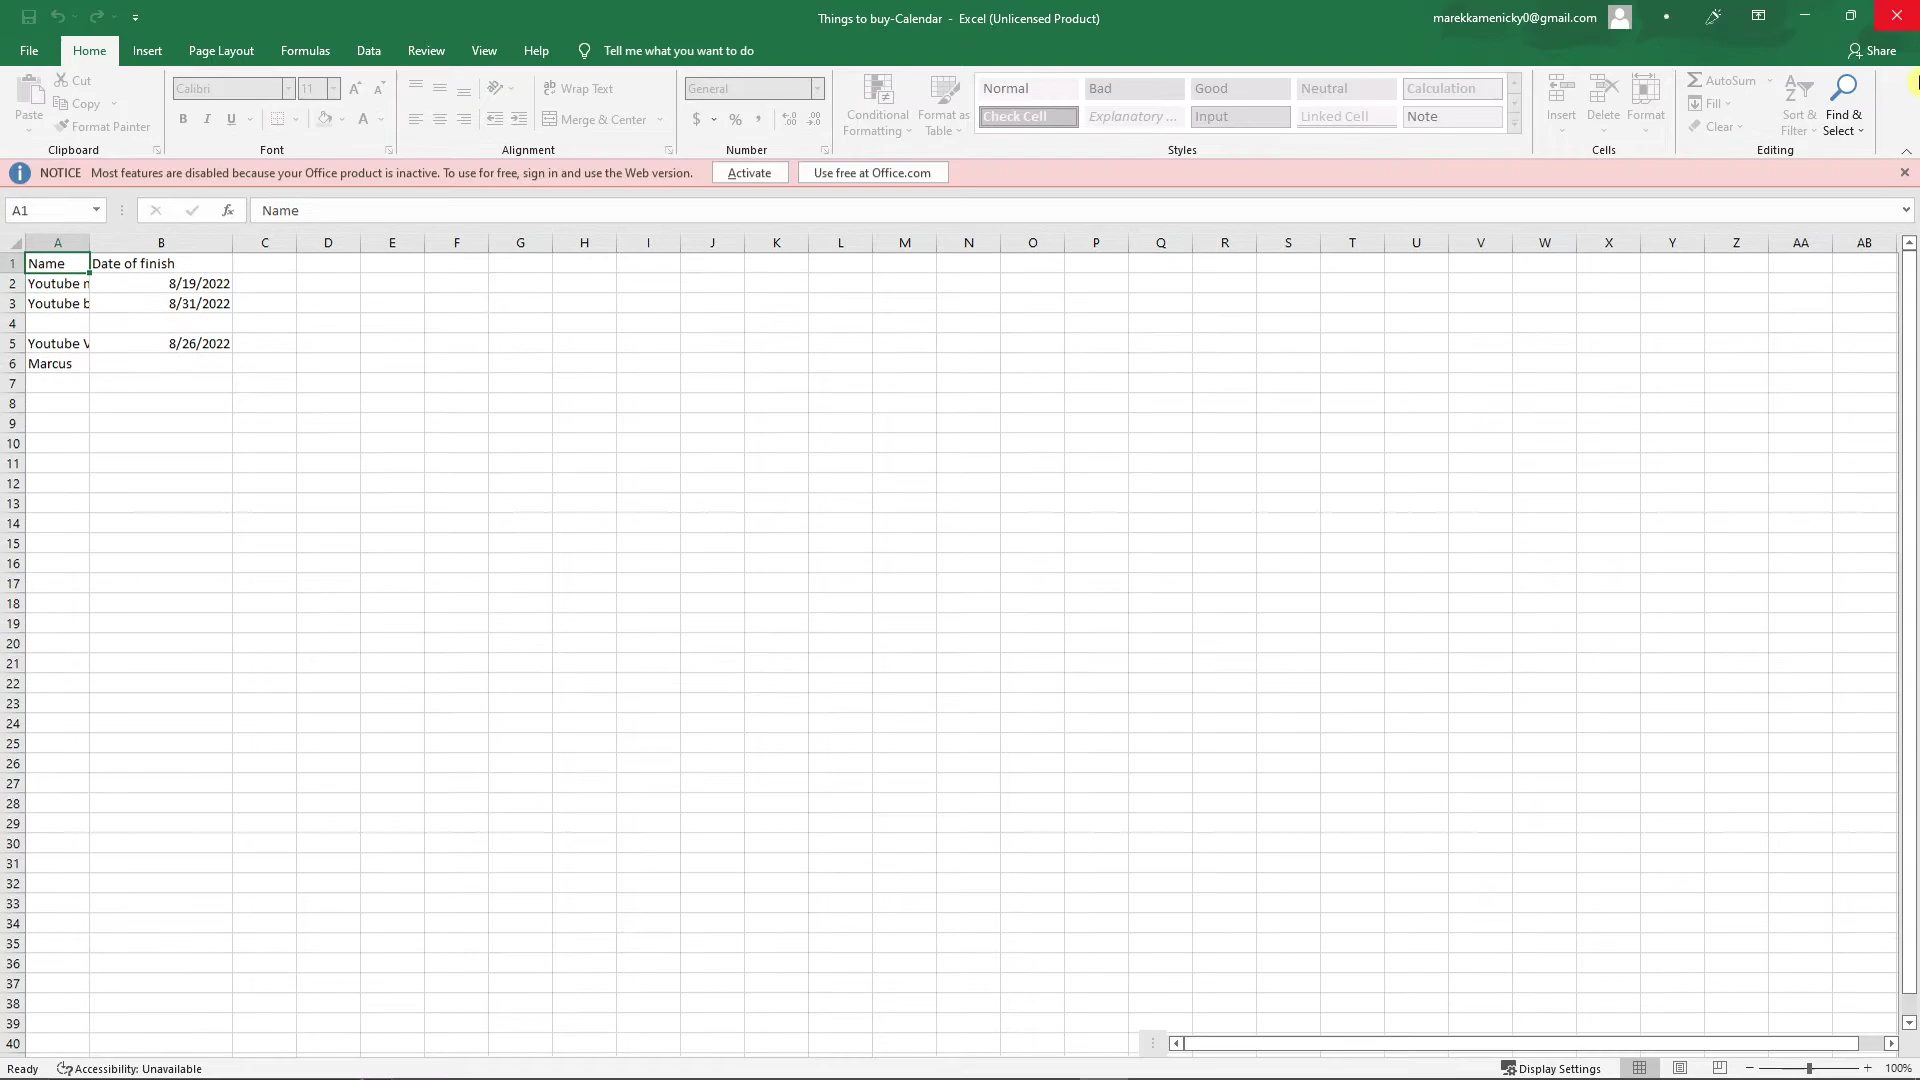 Things to buy-Calendar - Excel (Unlicensed Product)
marekkamenicky0@gmail.com
File Home Insert Page Layout Formulas Data Review View Help Tell me what you want to do
Share
Paste
Cut
Copy
Format Painter
Clipboard
Calibri 11
B I U
Font
Wrap Text
Merge & Center
Alignment
General
$ % ,
Number
Conditional Formatting
Format as Table
Normal Bad Good Neutral Calculation
Check Cell Explanatory ... Input Linked Cell Note
Styles
Insert Delete Format
Cells
AutoSum
Fill
Clear
Sort & Filter
Find & Select
Editing
NOTICE Most features are disabled because your Office product is inactive. To use for free, sign in and use the Web version. Activate Use free at Office.com
A1 fx Name
A B C D E F G H I J K L M N O P Q R S T U V W X Y Z AA AB
1 Name Date of finish
2 Youtube n 8/19/2022
3 Youtube b 8/31/2022
4
5 Youtube V 8/26/2022
6 Marcus
7
8
9
10
11
12
13
14
15
16
17
18
19
20
21
22
23
24
25
26
27
28
29
30
31
32
33
34
35
36
37
38
39
40
Ready Accessibility: Unavailable Display Settings 100%